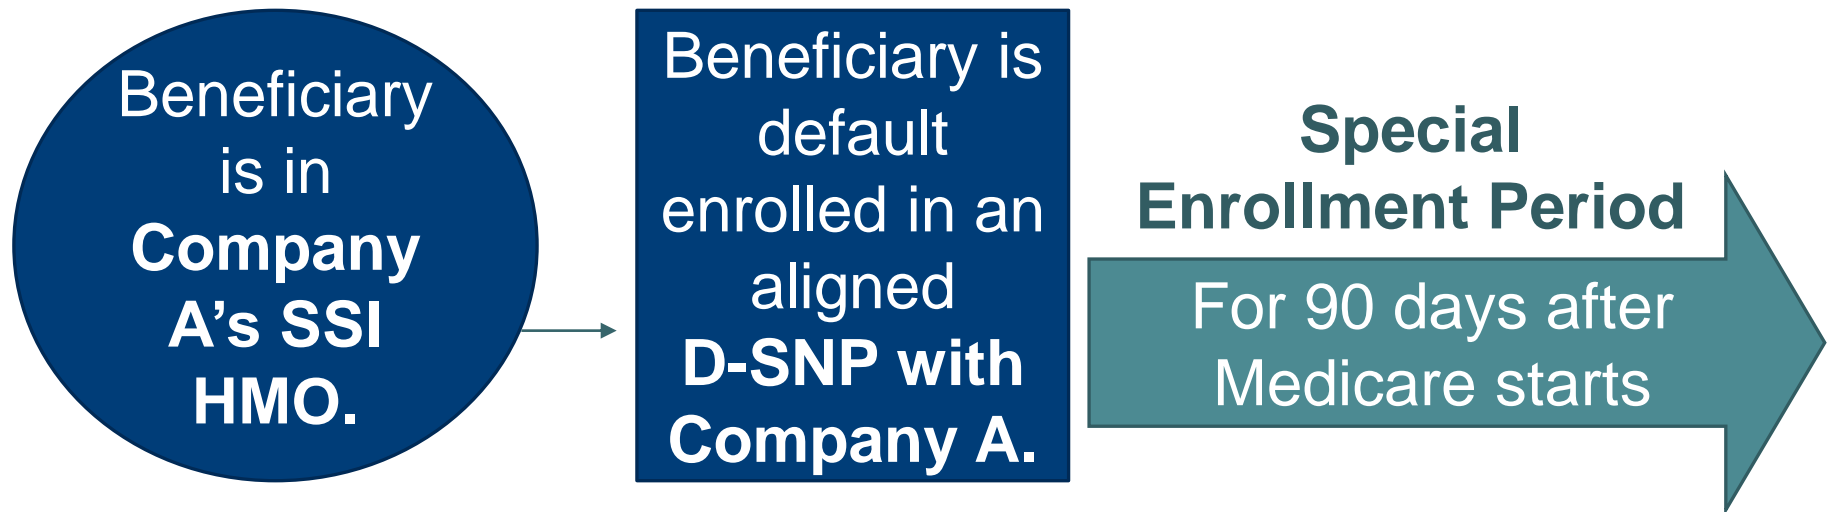 Beneficiary
is in
Company
A’s SSI
HMO.
Beneficiary is
default
enrolled in an
aligned
D-SNP with
Company A.
Special
Enrollment Period
For 90 days after
Medicare starts